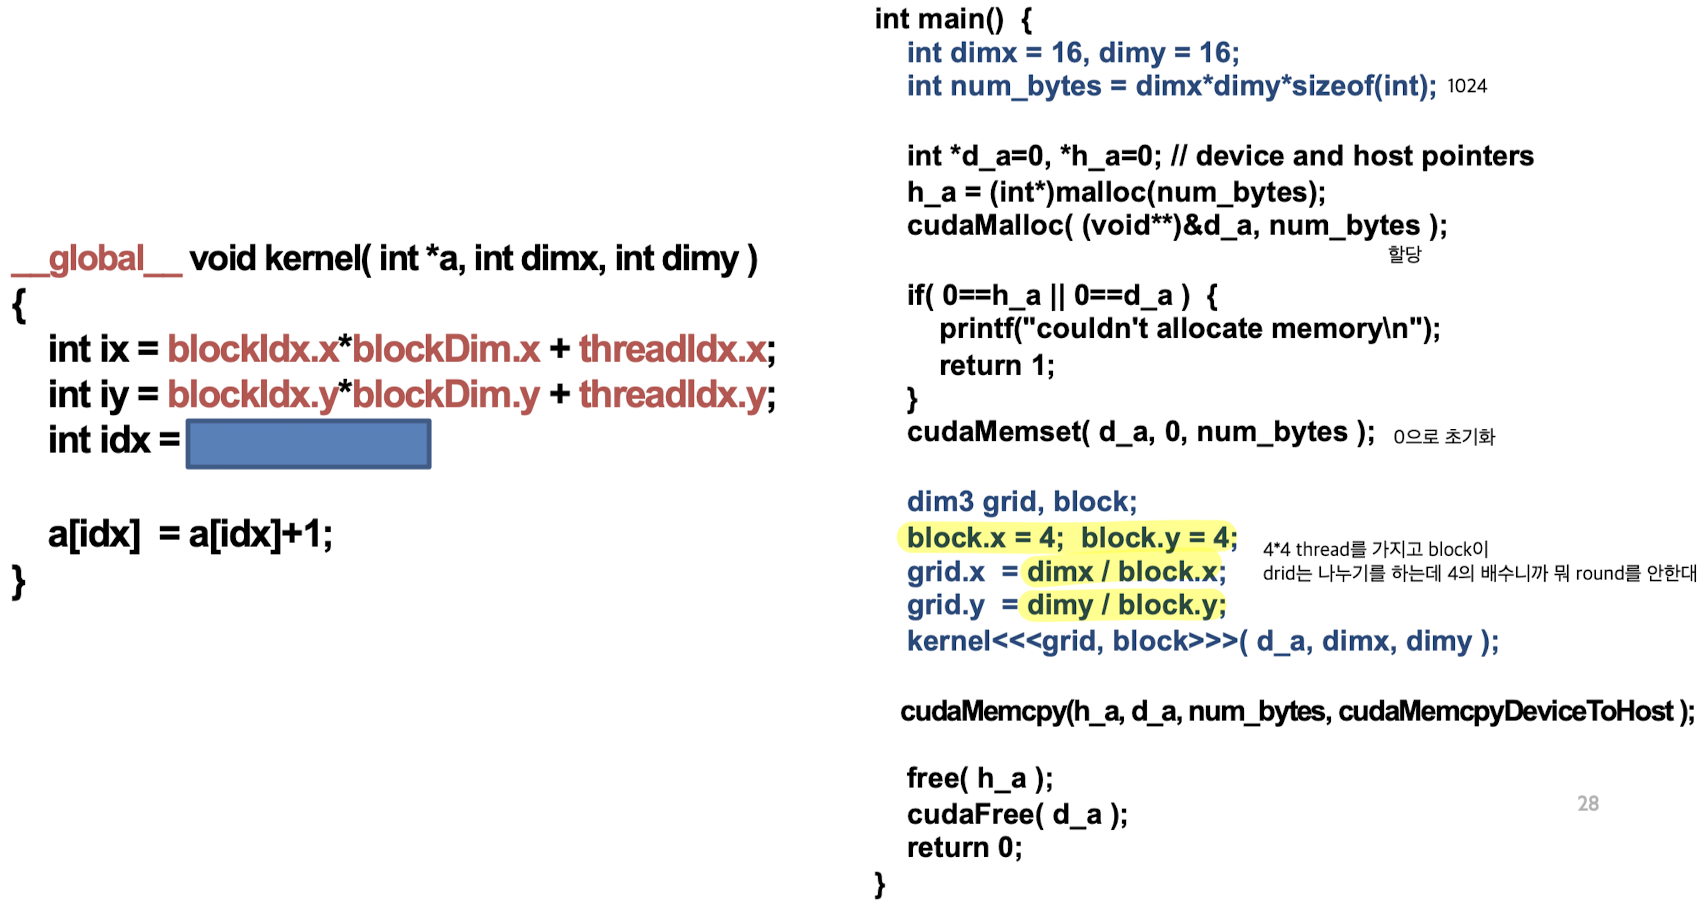 __global__ void kernel( int *a, int dimx, int dimy )
{
int ix = blockIdx.x*blockDim.x + threadIdx.x;
int iy = blockIdx.y*blockDim.y + threadIdx.y;
int idx =
a[idx] = a[idx]+1;
}
int main() {
int dimx = 16, dimy = 16;
int num_bytes = dimx*dimy*sizeof(int); 1024
int *d_a=0, *h_a=0; // device and host pointers
h_a = (int*)malloc(num_bytes);
cudaMalloc( (void**)&d_a, num_bytes );
할당
if( 0==h_a || 0==d_a ) {
printf("couldn't allocate memory\n");
return 1;
}
cudaMemset( d_a, 0, num_bytes ); 0으로 초기화
dim3 grid, block;
block.x = 4; block.y = 4;
4*4 thread를 가지고 block이
grid.x = dimx / block.x; drid는 나누기를 하는데 4의 배수니까 뭐 round를 안한대
grid.y = dimy / block.y;
kernel<<<grid, block>>>( d_a, dimx, dimy );
cudaMemcpy(h_a, d_a, num_bytes, cudaMemcpyDeviceToHost );
free( h_a );
28
cudaFree( d_a );
return 0;
}